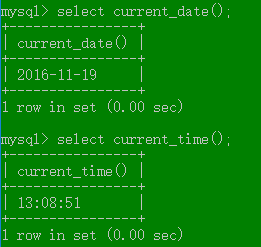 mysql> select current_date();
+----------------+
| current_date() |
+----------------+
| 2016-11-19     |
+----------------+
1 row in set (0.00 sec)
mysql> select current_time();
+----------------+
| current_time() |
+----------------+
| 13:08:51       |
+----------------+
1 row in set (0.00 sec)